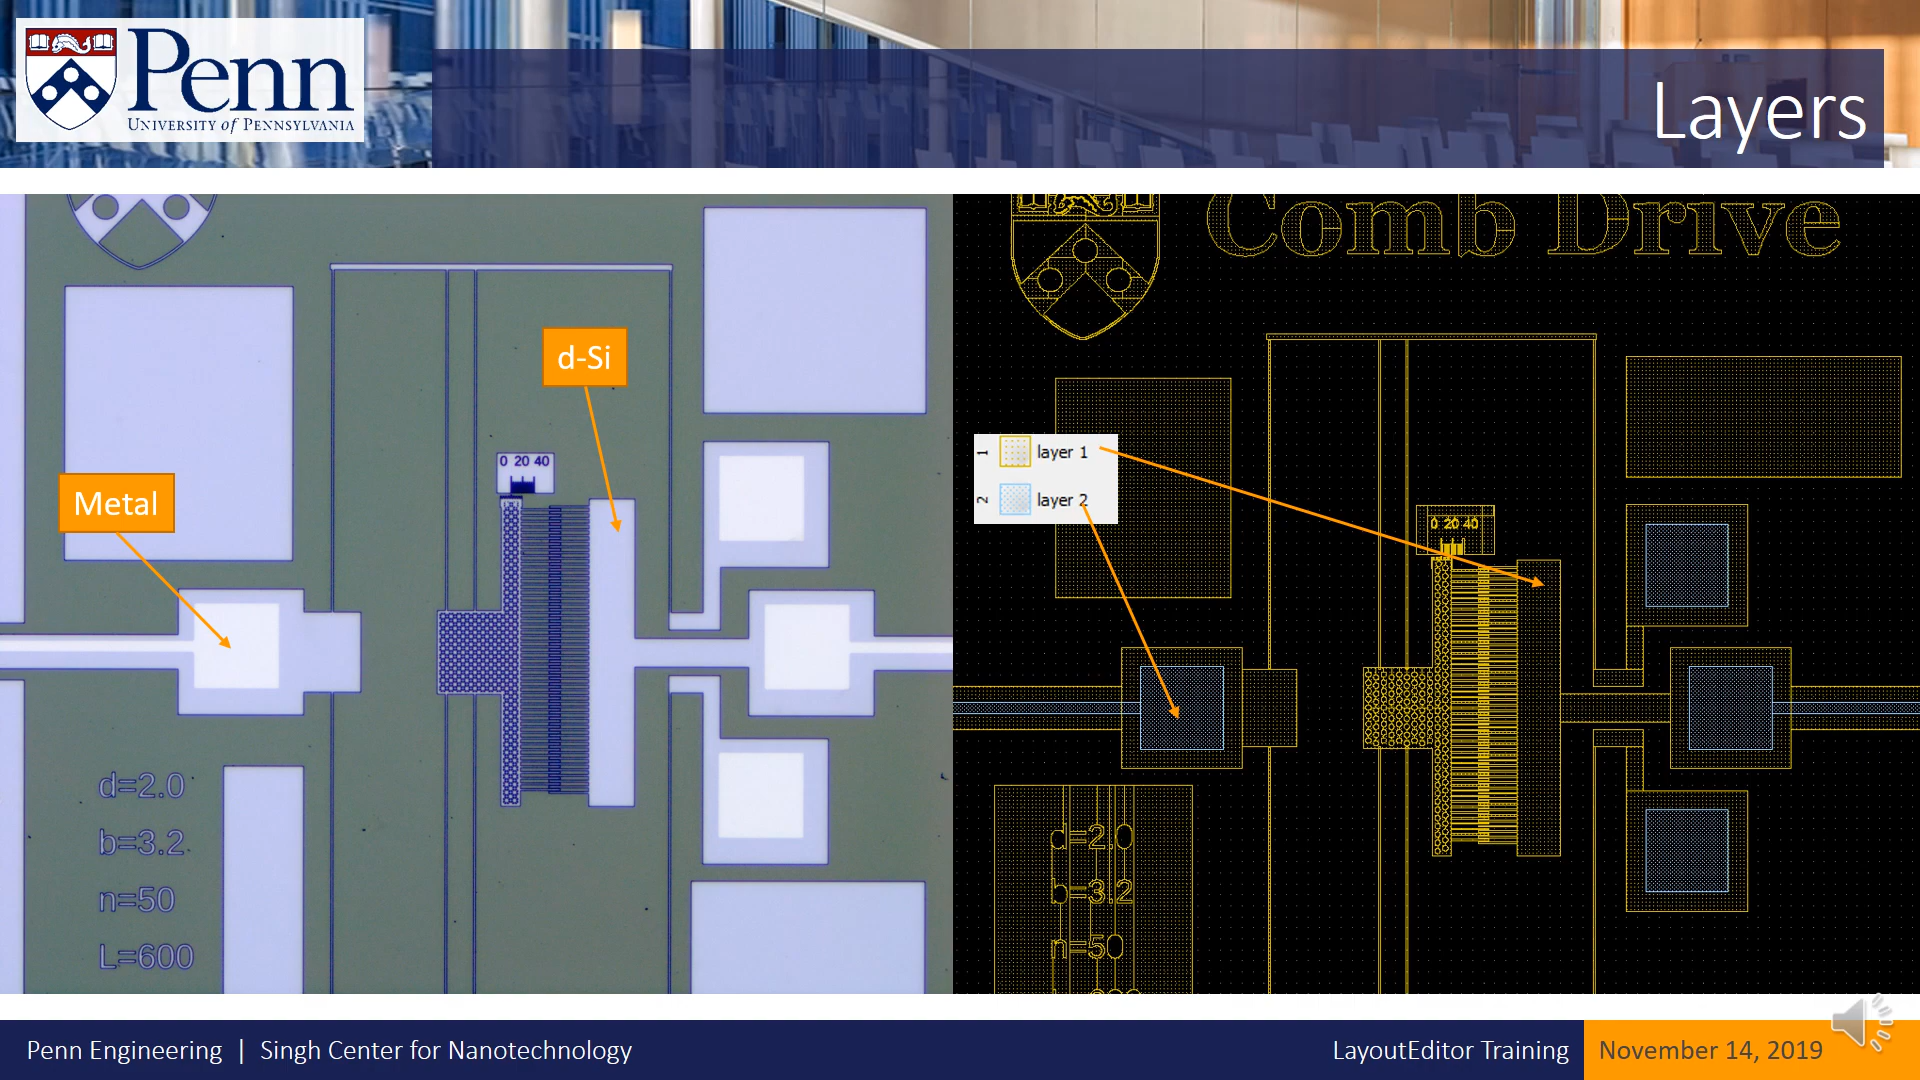 Penn
UNIVERSITY of PENNSYLVANIA
Layers
d-Si
0 20 40
Metal
d=2.0
b=3.2
n=50
L=600
Comb Drive
1 layer 1
2 layer 2
0 20 40
d=2.0
b=3.2
n=50
Penn Engineering | Singh Center for Nanotechnology
LayoutEditor Training
November 14, 2019